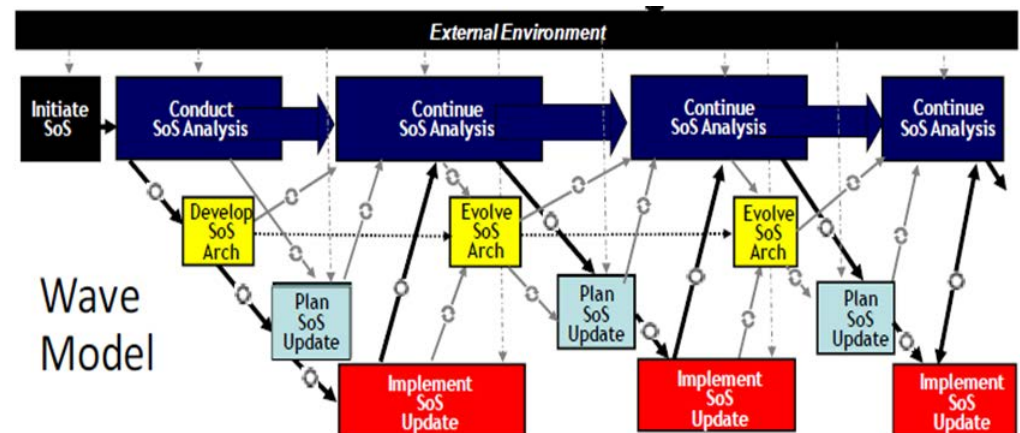 External Environment
Initiate
SoS
Conduct
SoS Analysis
Continue
SoS Analysis
Continue
SoS Analysis
Continue
SoS Analysis
Develop
SoS
Arch
Evolve
SoS
Arch
Evolve
SoS
Arch
Plan
SoS
Update
Plan
SoS
Update
Plan
SoS
Update
Wave
Model
Implement
SoS
Update
Implement
SoS
Update
Implement
SoS
Update